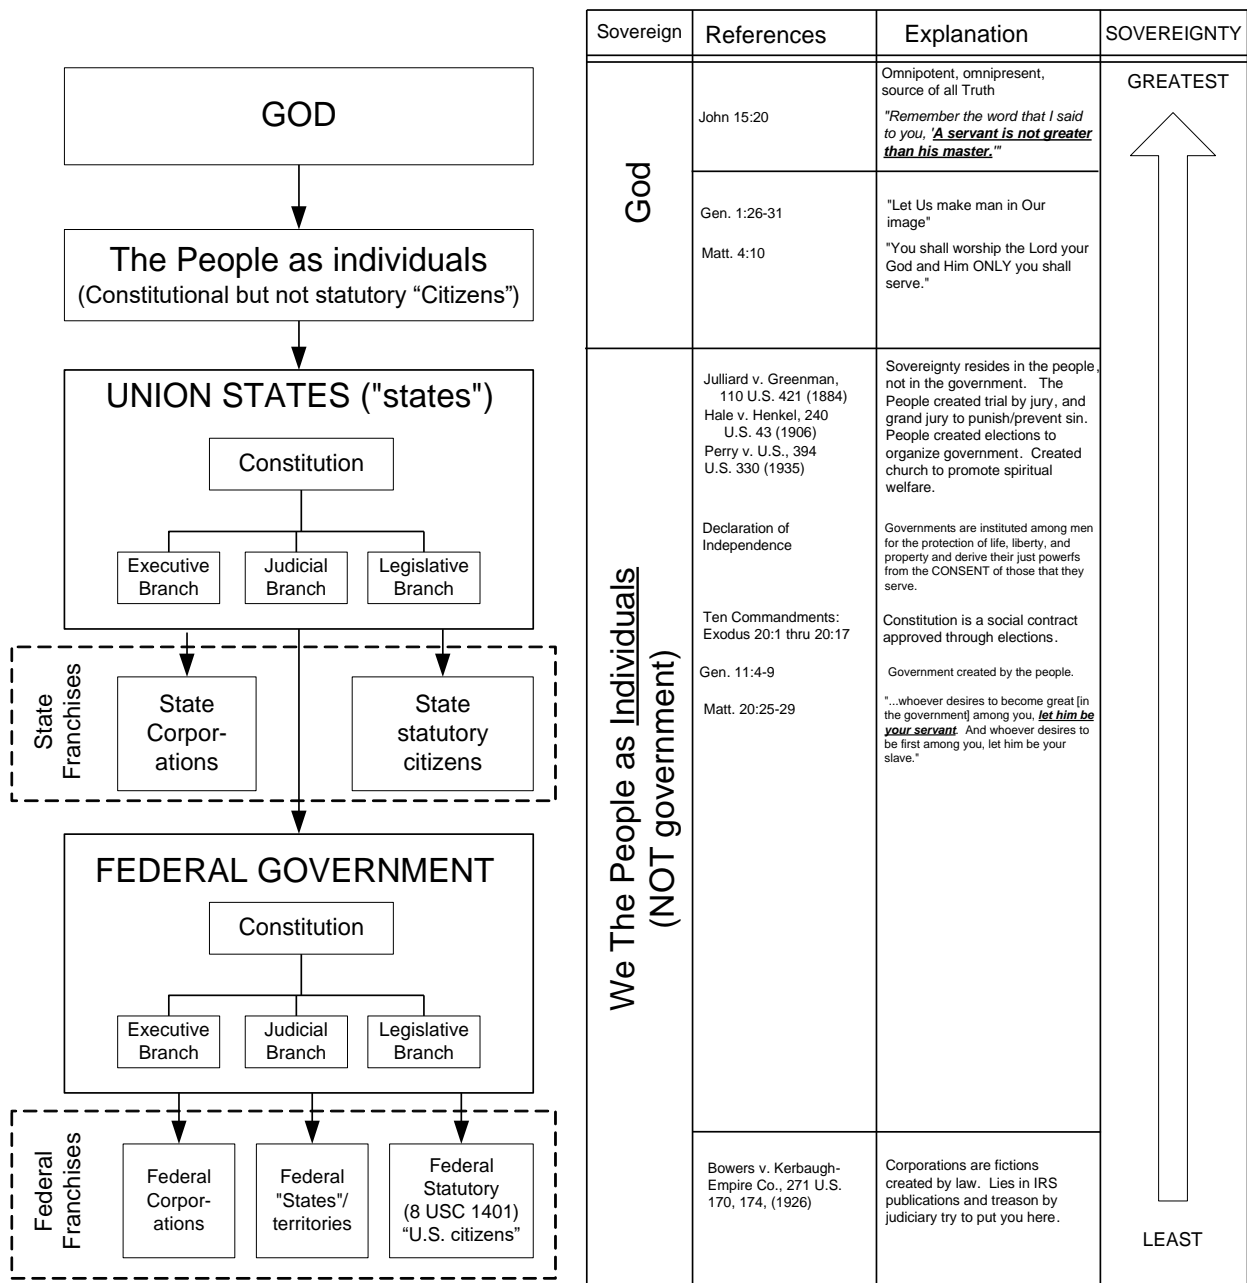 GOD
The People as individuals
(Constitutional but not statutory “Citizens”)
UNION STATES ("states")
Constitution
Executive
Branch
Judicial
Branch
Legislative
Branch
State
Franchises
State
Corpor-
ations
State
statutory
citizens
FEDERAL GOVERNMENT
Constitution
Executive
Branch
Judicial
Branch
Legislative
Branch
Federal
Franchises
Federal
Corpor-
ations
Federal
"States"/
territories
Federal
Statutory
(8 USC 1401)
“U.S. citizens”
Sovereign
References
Explanation
SOVEREIGNTY
God
John 15:20
Omnipotent, omnipresent,
source of all Truth
"Remember the word that I said
to you, 'A servant is not greater
than his master.'"
Gen. 1:26-31
"Let Us make man in Our
image"
Matt. 4:10
"You shall worship the Lord your
God and Him ONLY you shall
serve."
We The People as Individuals
(NOT government)
Julliard v. Greenman,
110 U.S. 421 (1884)
Hale v. Henkel, 240
U.S. 43 (1906)
Perry v. U.S., 394
U.S. 330 (1935)
Sovereignty resides in the people,
not in the government. The
People created trial by jury, and
grand jury to punish/prevent sin.
People created elections to
organize government. Created
church to promote spiritual
welfare.
Declaration of
Independence
Governments are instituted among men
for the protection of life, liberty, and
property and derive their just powerfs
from the CONSENT of those that they
serve.
Ten Commandments:
Exodus 20:1 thru 20:17
Constitution is a social contract
approved through elections.
Gen. 11:4-9
Government created by the people.
Matt. 20:25-29
"...whoever desires to become great [in
the government] among you, let him be
your servant. And whoever desires to
be first among you, let him be your
slave."
Bowers v. Kerbaugh-
Empire Co., 271 U.S.
170, 174, (1926)
Corporations are fictions
created by law. Lies in IRS
publications and treason by
judiciary try to put you here.
GREATEST
LEAST